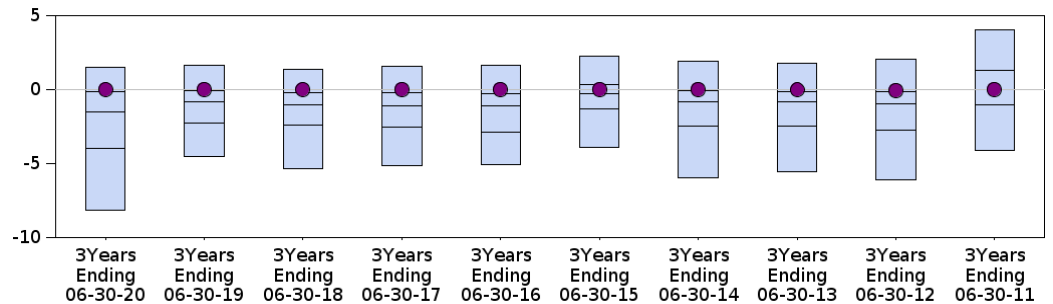 5
0
-5
-10
3Years Ending 06-30-20
3Years Ending 06-30-19
3Years Ending 06-30-18
3Years Ending 06-30-17
3Years Ending 06-30-16
3Years Ending 06-30-15
3Years Ending 06-30-14
3Years Ending 06-30-13
3Years Ending 06-30-12
3Years Ending 06-30-11